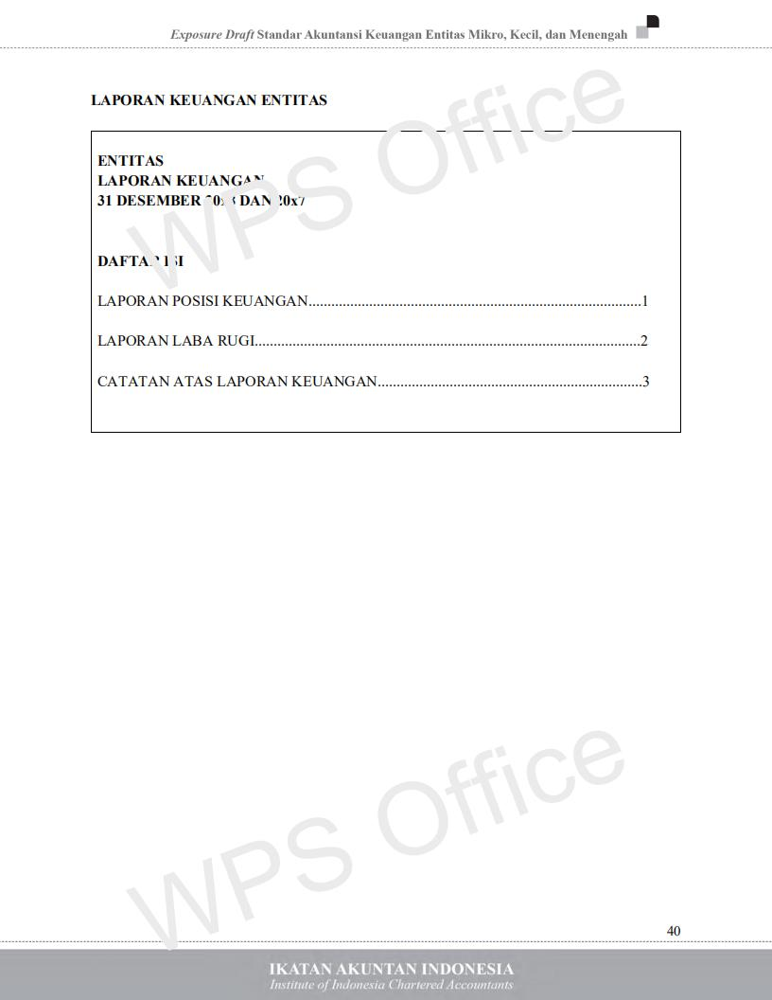 Exposure Draft Standar Akuntansi Keuangan Entitas Mikro, Kecil, dan Menengah
LAPORAN KEUANGAN ENTITAS
ENTITAS
LAPORAN KEUANGAN
31 DESEMBER 20x8 DAN 20x7
DAFTAR ISI
LAPORAN POSISI KEUANGAN........................................................................................1
LAPORAN LABA RUGI......................................................................................................2
CATATAN ATAS LAPORAN KEUANGAN......................................................................3
WPS Office
WPS Office
40
IKATAN AKUNTAN INDONESIA
Institute of Indonesia Chartered Accountants